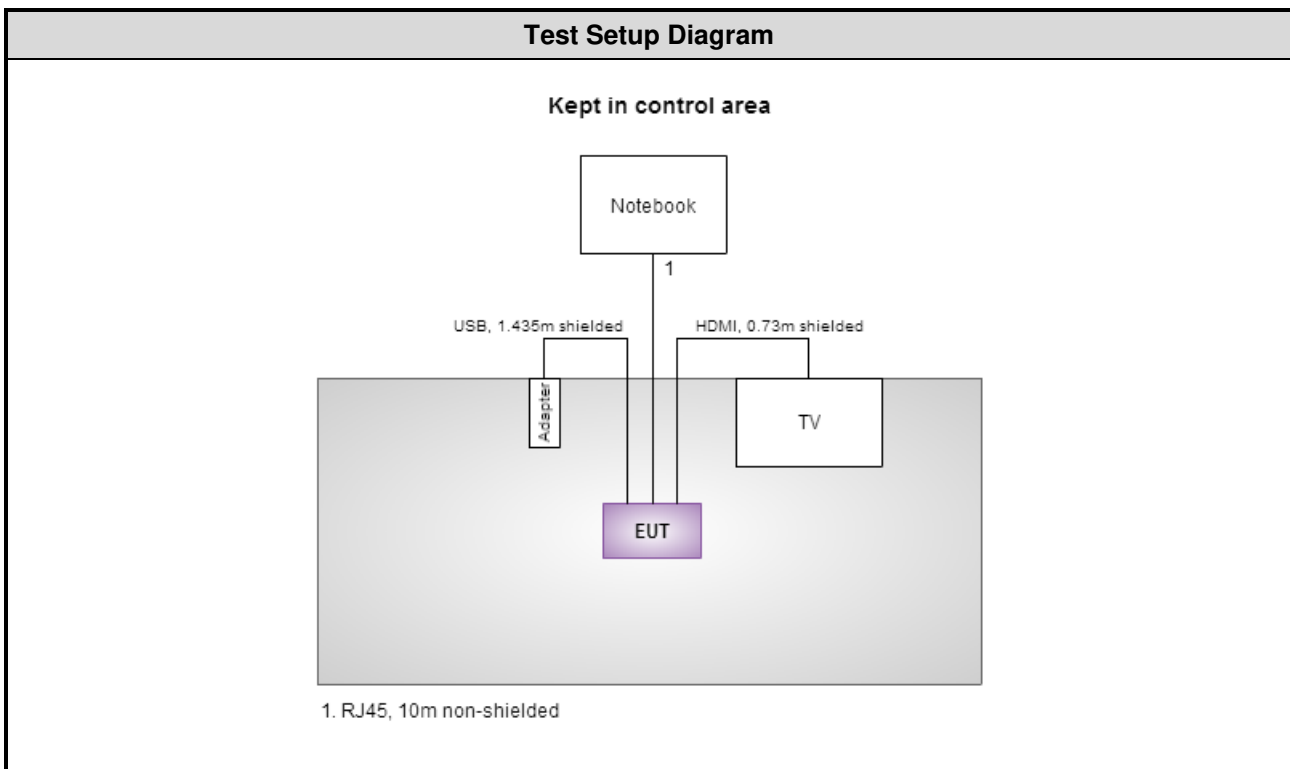 Test Setup Diagram
Kept in control area
Notebook
1
USB, 1.435m shielded
HDMI, 0.73m shielded
Adapter
TV
EUT
1. RJ45, 10m non-shielded